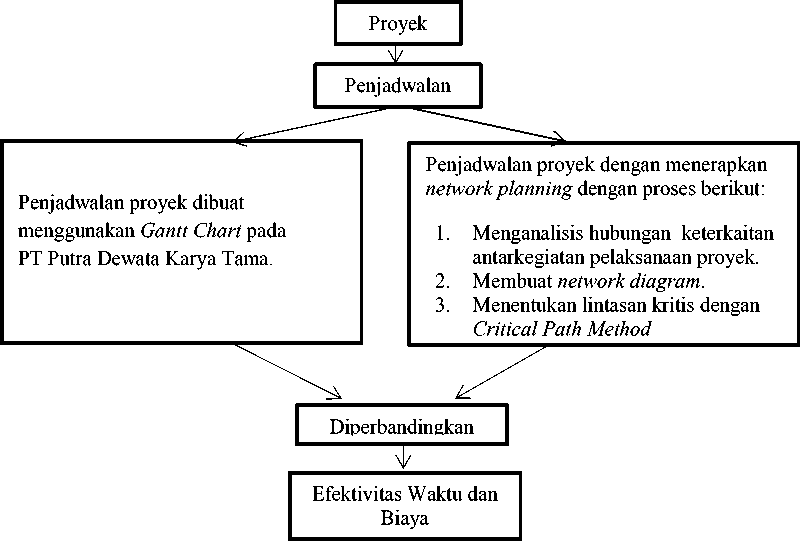 Proyek
Penjadwalan
Penjadwalan proyek dibuat
menggunakan Gantt Chart pada
PT Putra Dewata Karya Tama.
Penjadwalan proyek dengan menerapkan
network planning dengan proses berikut:
1. Menganalisis hubungan keterkaitan
antarkegiatan pelaksanaan proyek.
2. Membuat network diagram.
3. Menentukan lintasan kritis dengan
Critical Path Method
Diperbandingkan
Efektivitas Waktu dan
Biaya